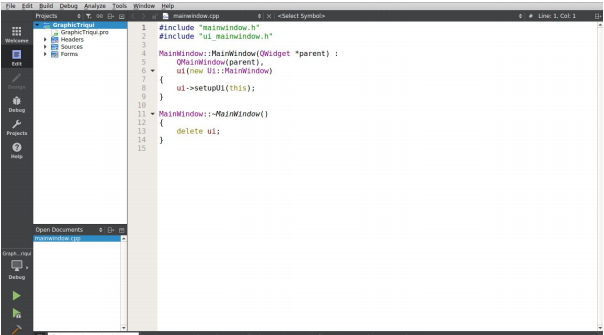 File Edit Build Debug Analyze Tools Window Help
Projects
mainwindow.cpp
<Select Symbol>
# Line: 1, Col: 1
Welcome
Edit
Design
Debug
Projects
Help
GraphicTriqui
GraphicTriqui.pro
Headers
Sources
Forms
1 #include "mainwindow.h"
2 #include "ui_mainwindow.h"
3
4 MainWindow::MainWindow(QWidget *parent) :
5 QMainWindow(parent),
6 ui(new Ui::MainWindow)
7 {
8 ui->setupUi(this);
9 }
10
11 MainWindow::~MainWindow()
12 {
13 delete ui;
14 }
15
Open Documents
mainwindow.cpp
Graph...riqui
Debug